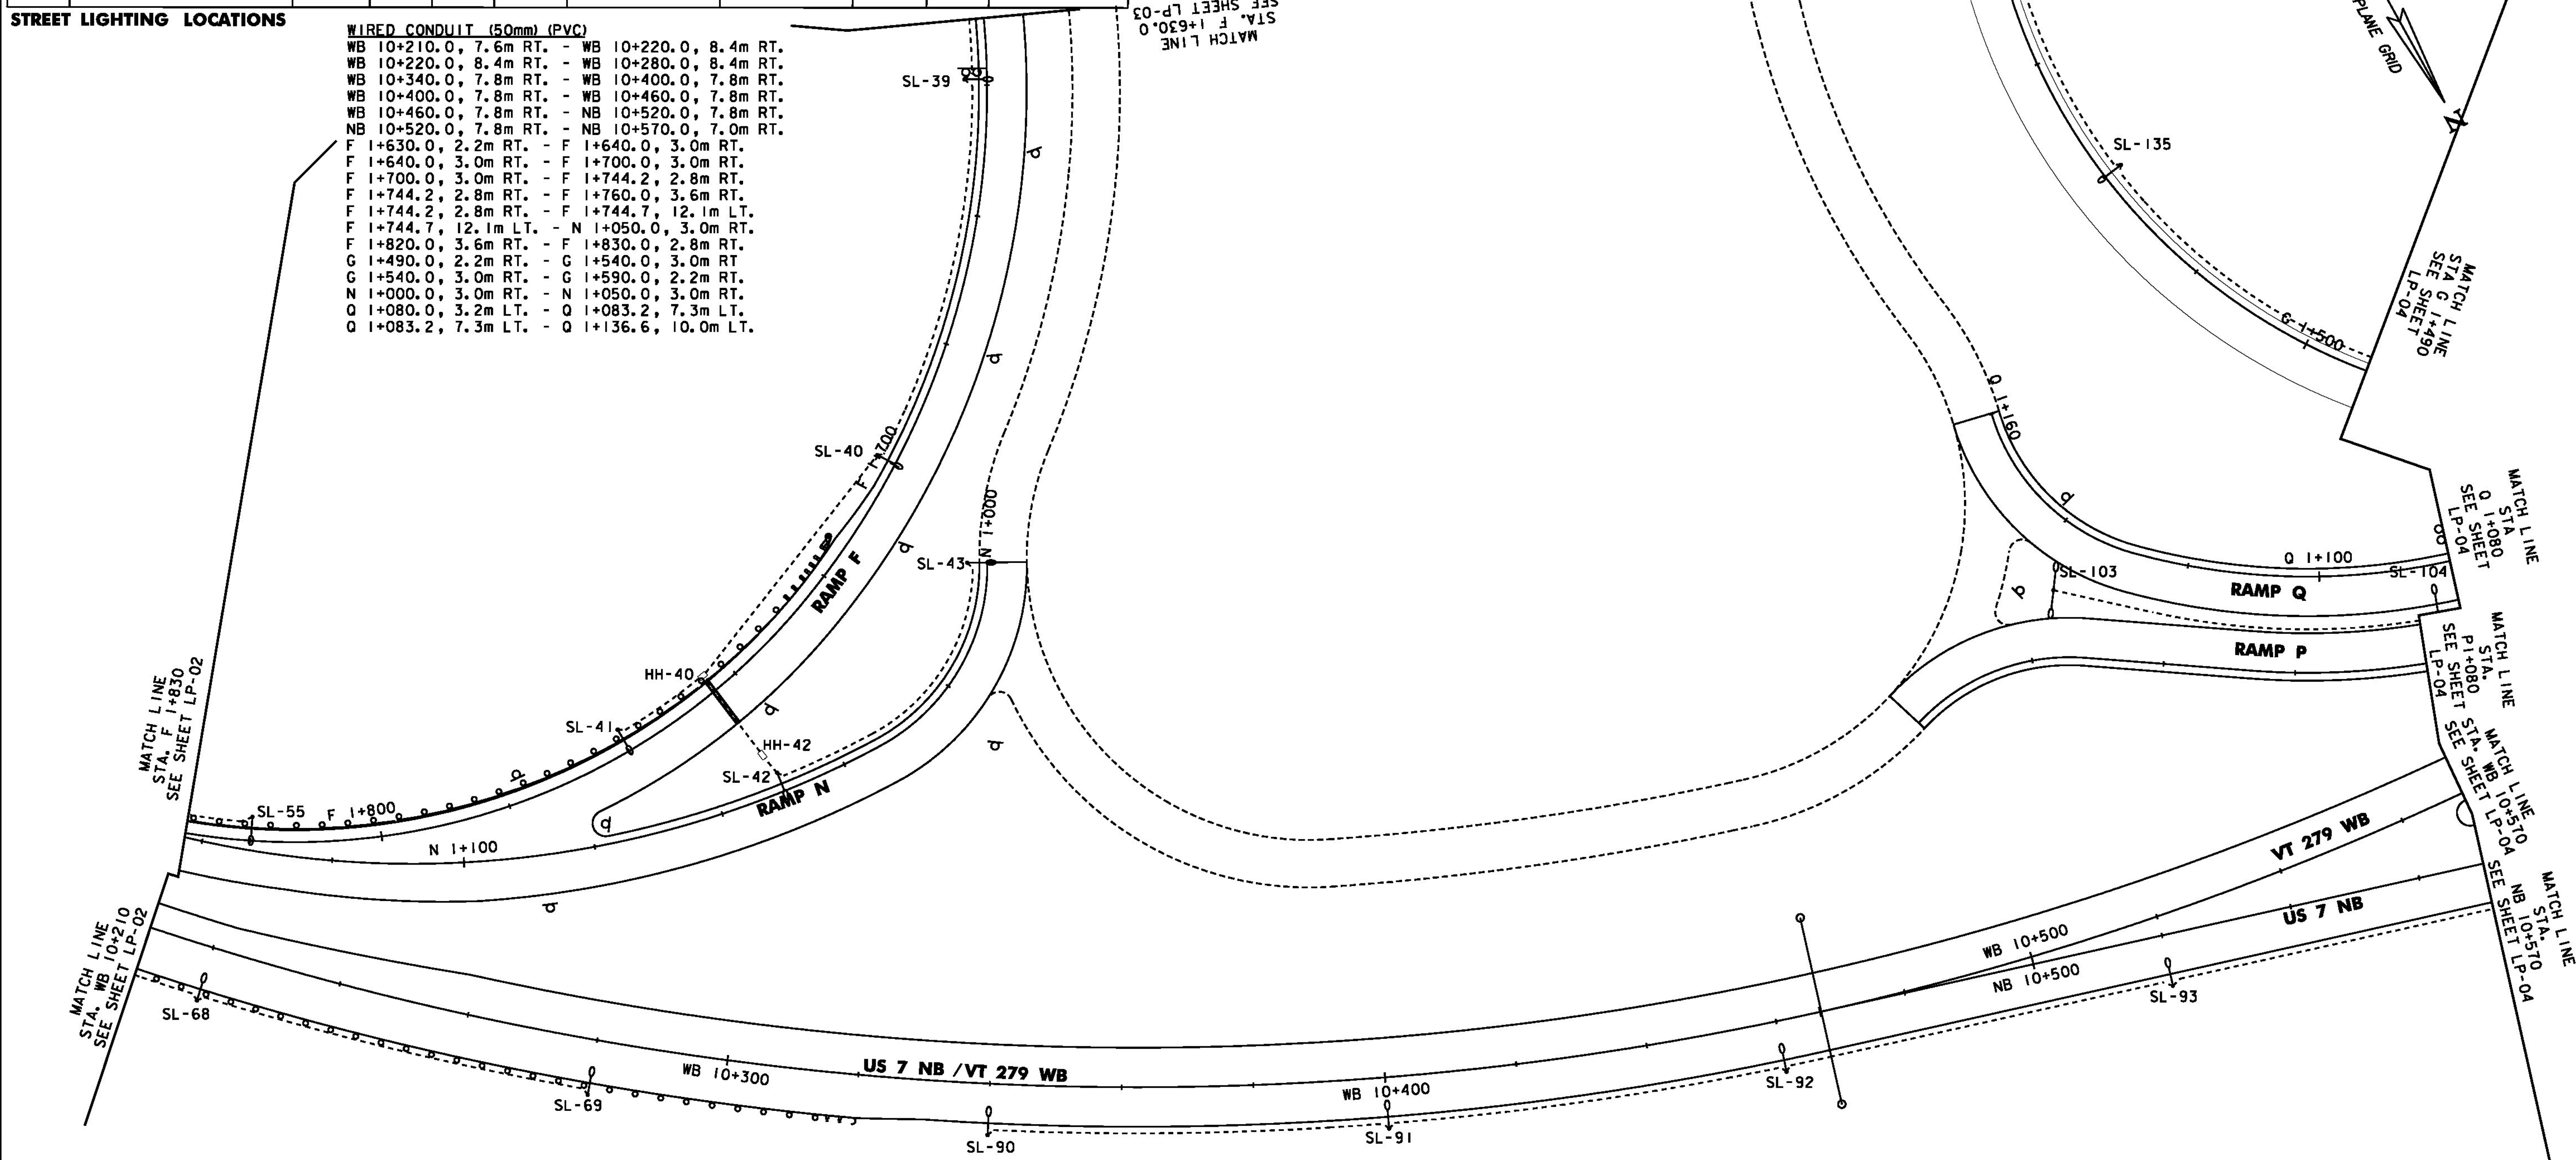 STREET LIGHTING LOCATIONS
WIRED CONDUIT (50mm) (PVC)
WB 10+210.0, 7.6m RT. - WB 10+220.0, 8.4m RT.
WB 10+220.0, 8.4m RT. - WB 10+280.0, 8.4m RT.
WB 10+340.0, 7.8m RT. - WB 10+400.0, 7.8m RT.
WB 10+400.0, 7.8m RT. - WB 10+460.0, 7.8m RT.
WB 10+460.0, 7.8m RT. - NB 10+520.0, 7.8m RT.
NB 10+520.0, 7.8m RT. - NB 10+570.0, 7.0m RT.
F 1+630.0, 2.2m RT. - F 1+640.0, 3.0m RT.
F 1+640.0, 3.0m RT. - F 1+700.0, 3.0m RT.
F 1+700.0, 3.0m RT. - F 1+744.2, 2.8m RT.
F 1+744.2, 2.8m RT. - F 1+760.0, 3.6m RT.
F 1+744.2, 2.8m RT. - F 1+744.7, 12.1m LT.
F 1+744.7, 12.1m LT. - N 1+050.0, 3.0m RT.
F 1+820.0, 3.6m RT. - F 1+830.0, 2.8m RT.
G 1+490.0, 2.2m RT. - G 1+540.0, 3.0m RT
G 1+540.0, 3.0m RT. - G 1+590.0, 2.2m RT.
N 1+000.0, 3.0m RT. - N 1+050.0, 3.0m RT.
Q 1+080.0, 3.2m LT. - Q 1+083.2, 7.3m LT.
Q 1+083.2, 7.3m LT. - Q 1+136.6, 10.0m LT.
MATCH LINE
STA. F 1+630.0
SEE SHEET LP-03
PLANE GRID
N
SL-39
SL-135
MATCH LINE
STA G 1+490
SEE SHEET
LP-04
G 1+500
Q 1+160
SL-40
F 1+700
N 1+000
SL-43
RAMP F
MATCH LINE
STA
Q 1+080
SEE SHEET
LP-04
Q 1+100
SL-103
SL-104
RAMP Q
RAMP P
MATCH LINE
STA.
P1+080
SEE SHEET
LP-04
HH-40
SL-41
HH-42
SL-42
RAMP N
MATCH LINE
STA. F 1+830
SEE SHEET LP-02
SL-55
F 1+800
N 1+100
MATCH LINE
STA. WB 10+570
SEE SHEET LP-04
VT 279 WB
US 7 NB
MATCH LINE
STA.
NB 10+570
SEE SHEET LP-04
MATCH LINE
STA. WB 10+210
SEE SHEET LP-02
WB 10+500
NB 10+500
SL-93
SL-68
WB 10+300
US 7 NB /VT 279 WB
WB 10+400
SL-92
SL-69
SL-90
SL-91